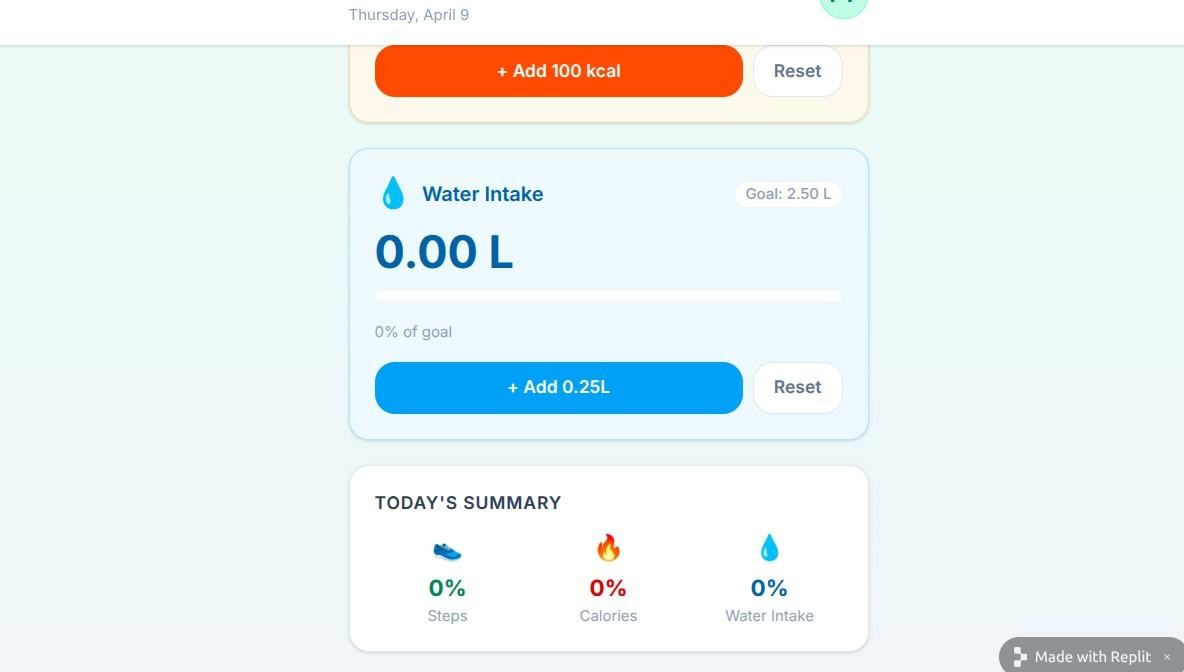 Thursday, April 9
+ Add 100 kcal
Reset
Water Intake
Goal: 2.50 L
0.00 L
0% of goal
+ Add 0.25L
Reset
TODAY'S SUMMARY
0%
0%
0%
Steps
Calories
Water Intake
Made with Replit ×